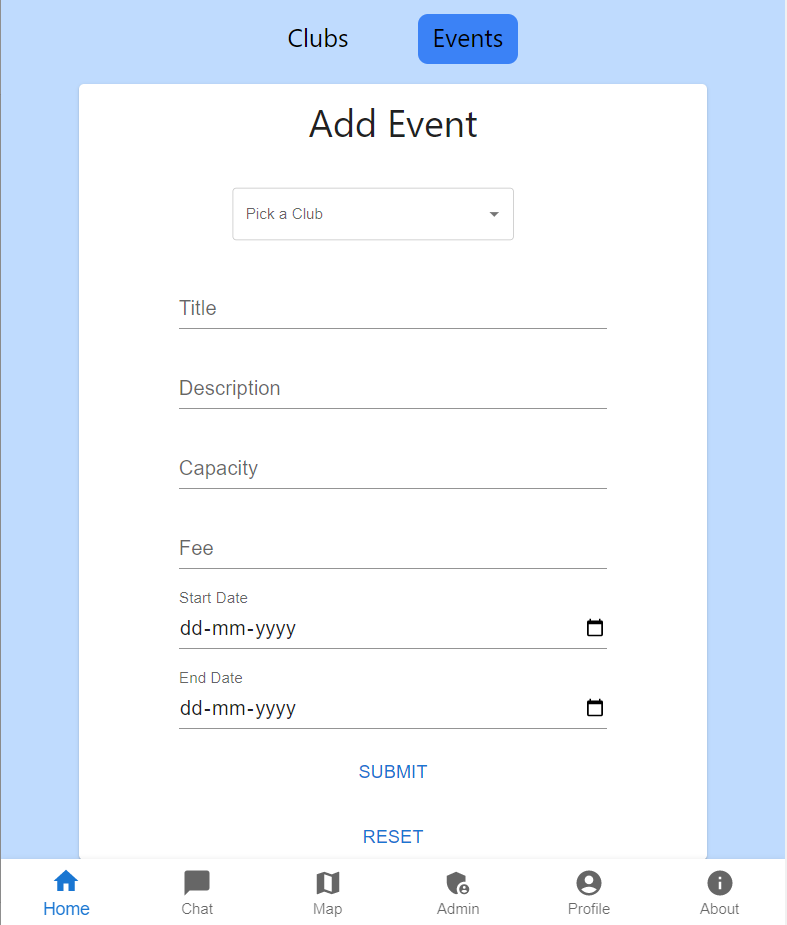 Clubs Events
Add Event
Pick a Club
Title
Description
Capacity
Fee
Start Date
dd-mm-yyyy
End Date
dd-mm-yyyy
SUBMIT
RESET
Home Chat Map Admin Profile About